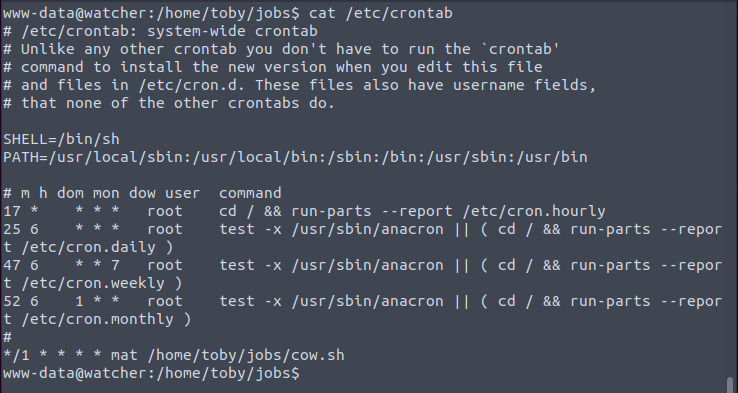 www-data@watcher:/home/toby/jobs$ cat /etc/crontab
# /etc/crontab: system-wide crontab
# Unlike any other crontab you don't have to run the `crontab'
# command to install the new version when you edit this file
# and files in /etc/cron.d. These files also have username fields,
# that none of the other crontabs do.

SHELL=/bin/sh
PATH=/usr/local/sbin:/usr/local/bin:/sbin:/bin:/usr/sbin:/usr/bin

# m h dom mon dow user  command
17 *    * * *   root    cd / && run-parts --report /etc/cron.hourly
25 6    * * *   root    test -x /usr/sbin/anacron || ( cd / && run-parts --repor
t /etc/cron.daily )
47 6    * * 7   root    test -x /usr/sbin/anacron || ( cd / && run-parts --repor
t /etc/cron.weekly )
52 6    1 * *   root    test -x /usr/sbin/anacron || ( cd / && run-parts --repor
t /etc/cron.monthly )
#
*/1 * * * * mat /home/toby/jobs/cow.sh
www-data@watcher:/home/toby/jobs$